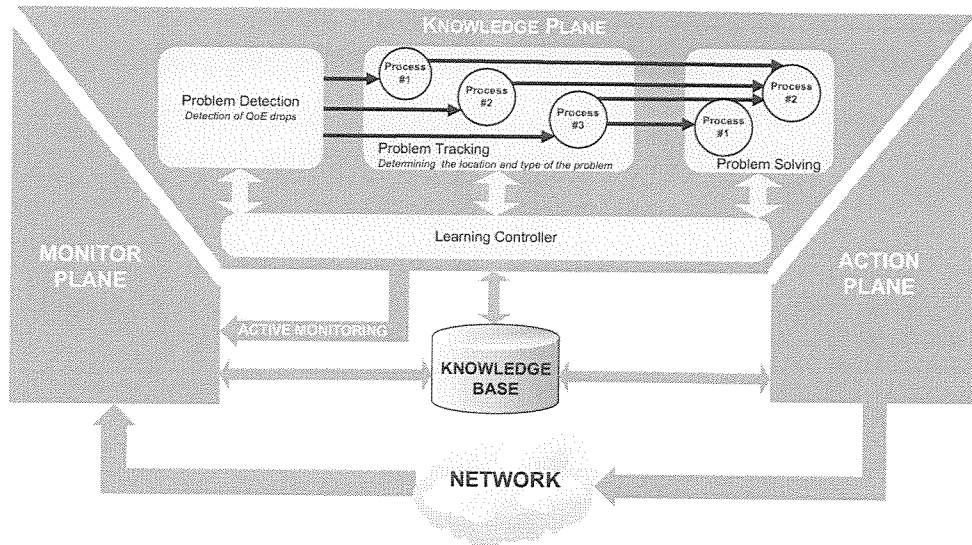 KNOWLEDGE PLANE
Problem Detection
Detection of QoE drops
Process
#1
Process
#2
Process
#3
Problem Tracking
Determining the location and type of the problem
Process
#2
Process
#1
Problem Solving
Learning Controller
MONITOR
PLANE
ACTION
PLANE
ACTIVE MONITORING
KNOWLEDGE
BASE
NETWORK